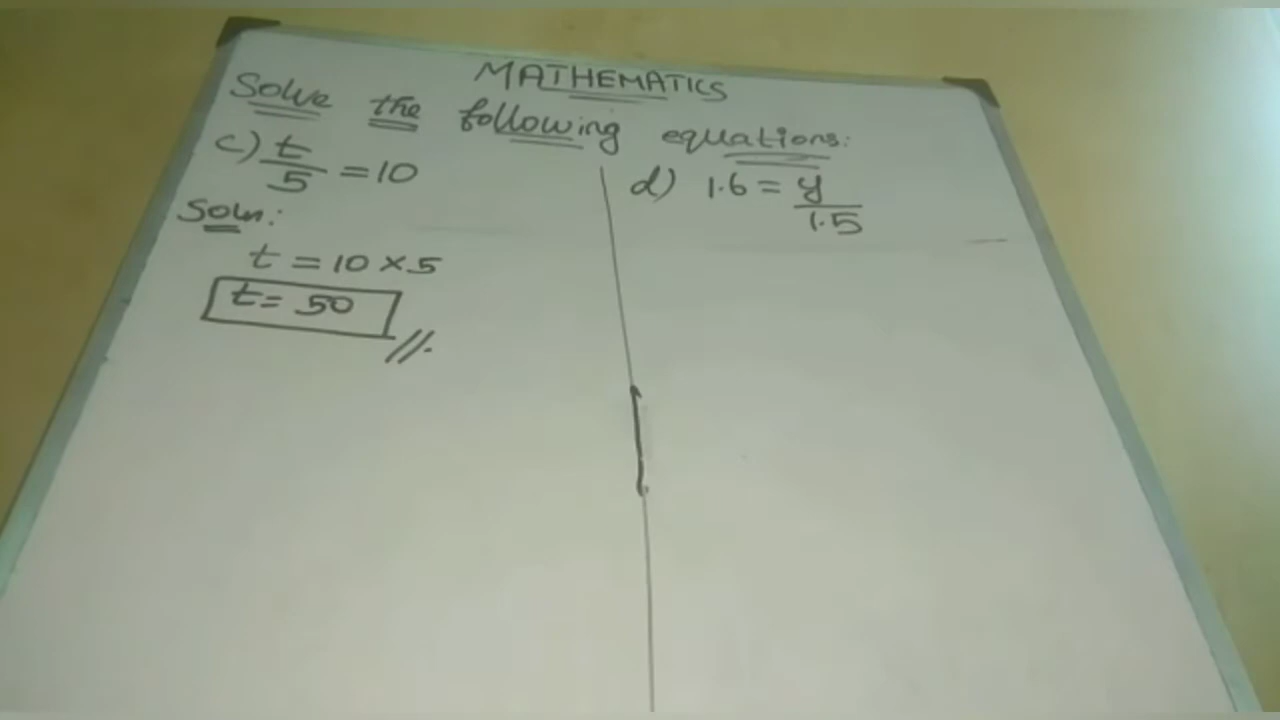 MATHEMATICS
Solve the following equations:
c) t/5 = 10
Soln:
t = 10 × 5
t = 50
d) 1.6 = y/1.5